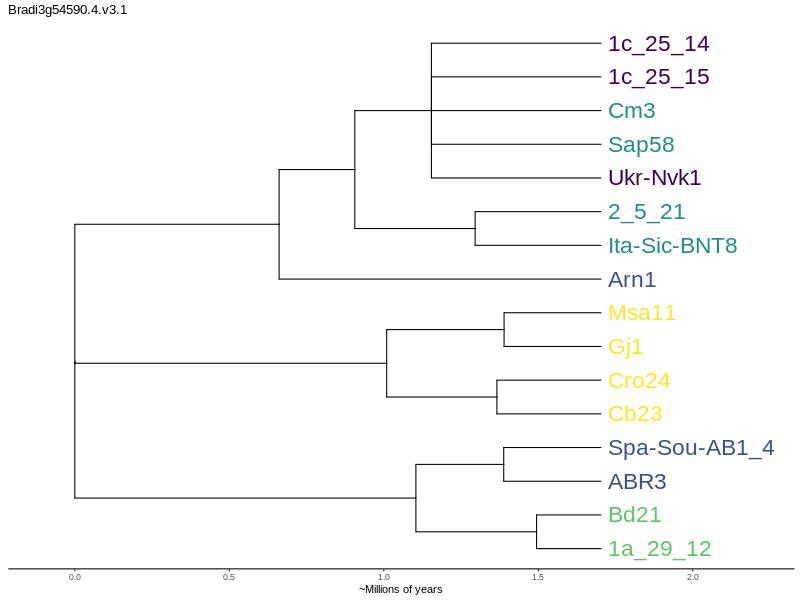 Bradi3g54590.4.v3.1
1c_25_14
1c_25_15
Cm3
Sap58
Ukr-Nvk1
2_5_21
Ita-Sic-BNT8
Arn1
Msa11
Gj1
Cro24
Cb23
Spa-Sou-AB1_4
ABR3
Bd21
1a_29_12
0.0 0.5 1.0 1.5 2.0
~Millions of years